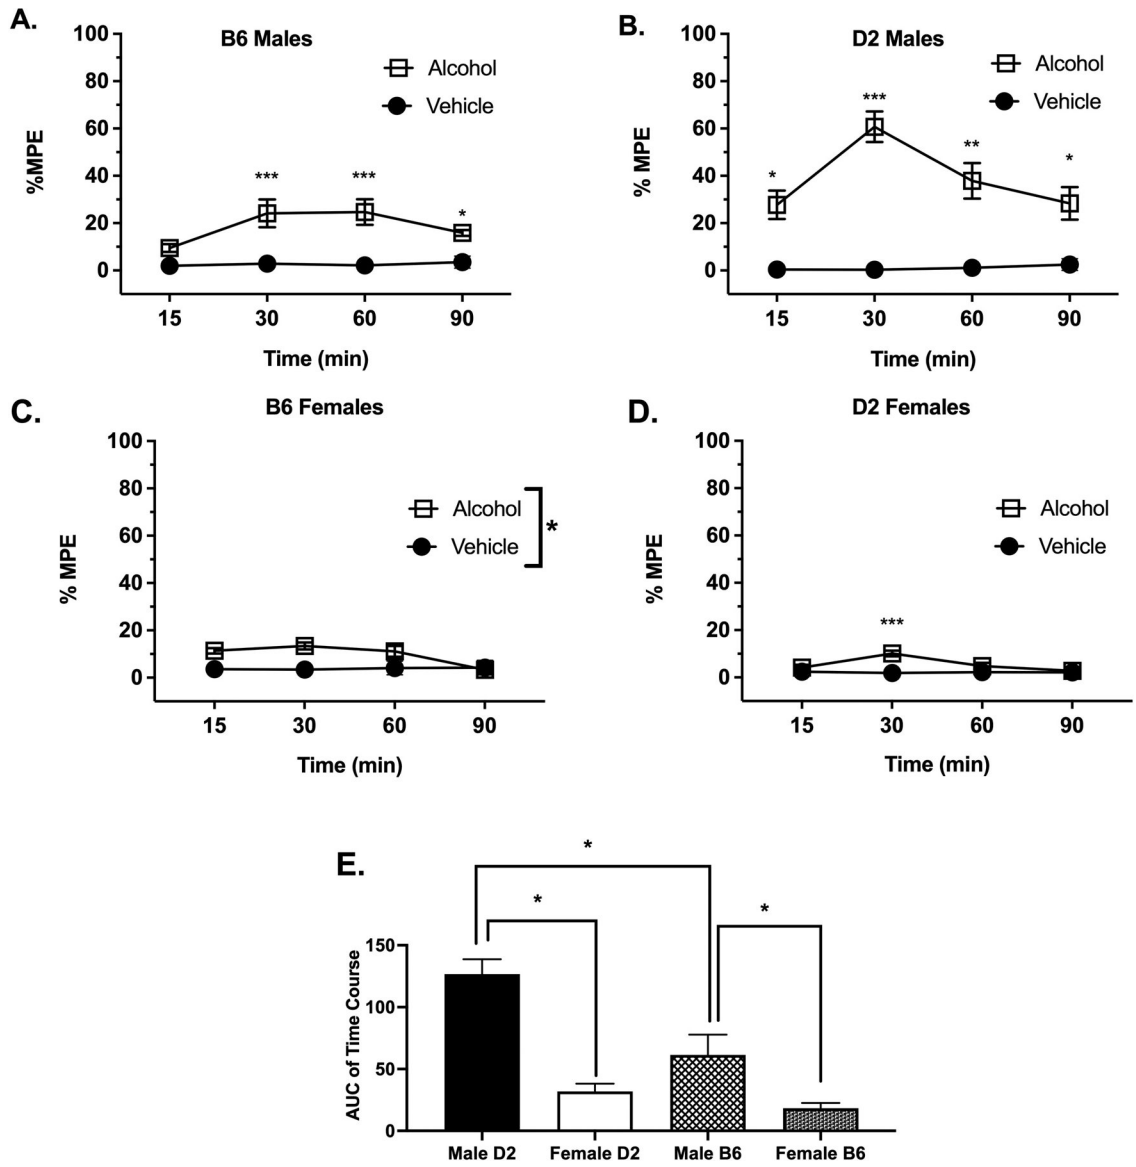 A.
B6 Males
100
80
60
40
20
0
%MPE
Alcohol
Vehicle
***
***
*
15
30
60
90
Time (min)
B.
D2 Males
100
80
60
40
20
0
% MPE
Alcohol
Vehicle
*
***
**
*
15
30
60
90
Time (min)
C.
B6 Females
100
80
60
40
20
0
% MPE
Alcohol
Vehicle
*
15
30
60
90
Time (min)
D.
D2 Females
100
80
60
40
20
0
% MPE
Alcohol
Vehicle
***
15
30
60
90
Time (min)
E.
*
*
*
150
100
50
0
AUC of Time Course
Male D2
Female D2
Male B6
Female B6